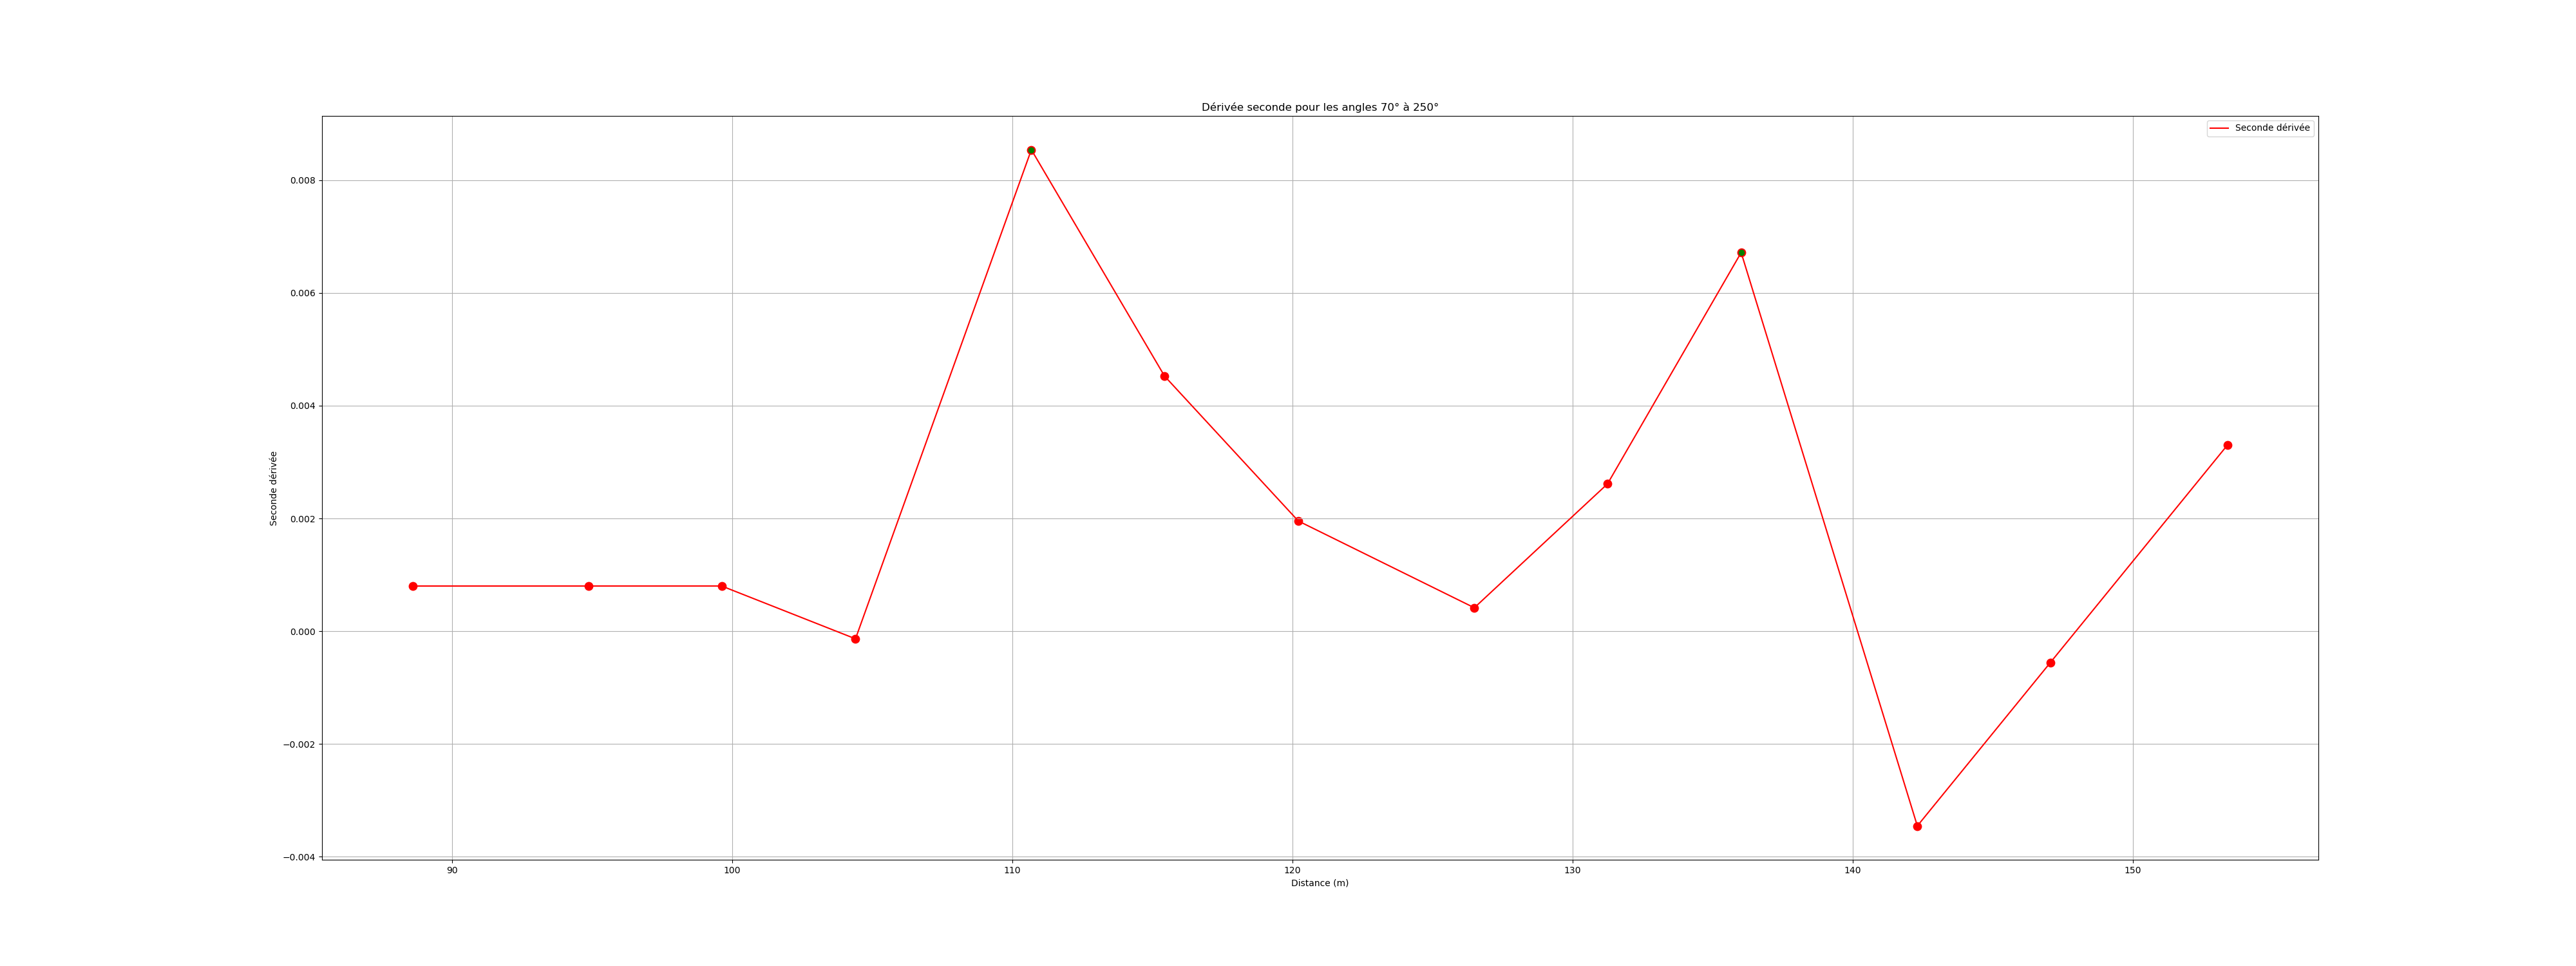 Dérivée seconde pour les angles 70° à 250°
Seconde dérivée
0.008
0.006
0.004
0.002
0.000
−0.002
−0.004
Seconde dérivée
90 100 110 120 130 140 150
Distance (m)